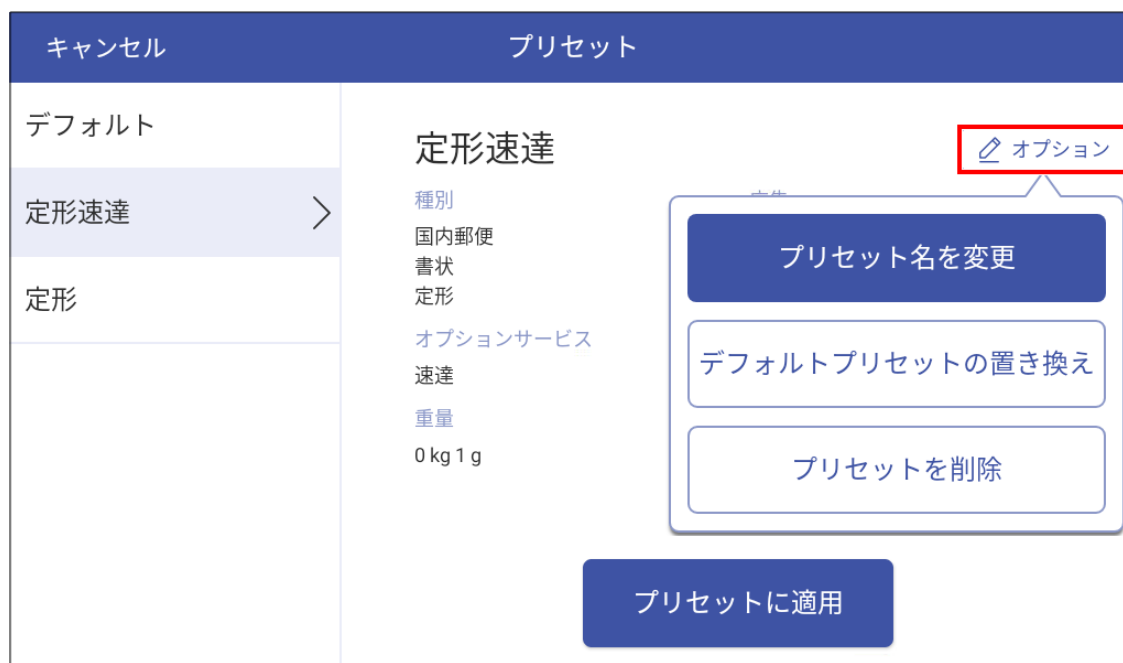 キャンセル
プリセット
デフォルト
定形速達
定形
定形速達
オプション
種別
国内郵便
書状
定形
オプションサービス
速達
重量
0 kg 1 g
プリセット名を変更
デフォルトプリセットの置き換え
プリセットを削除
プリセットに適用